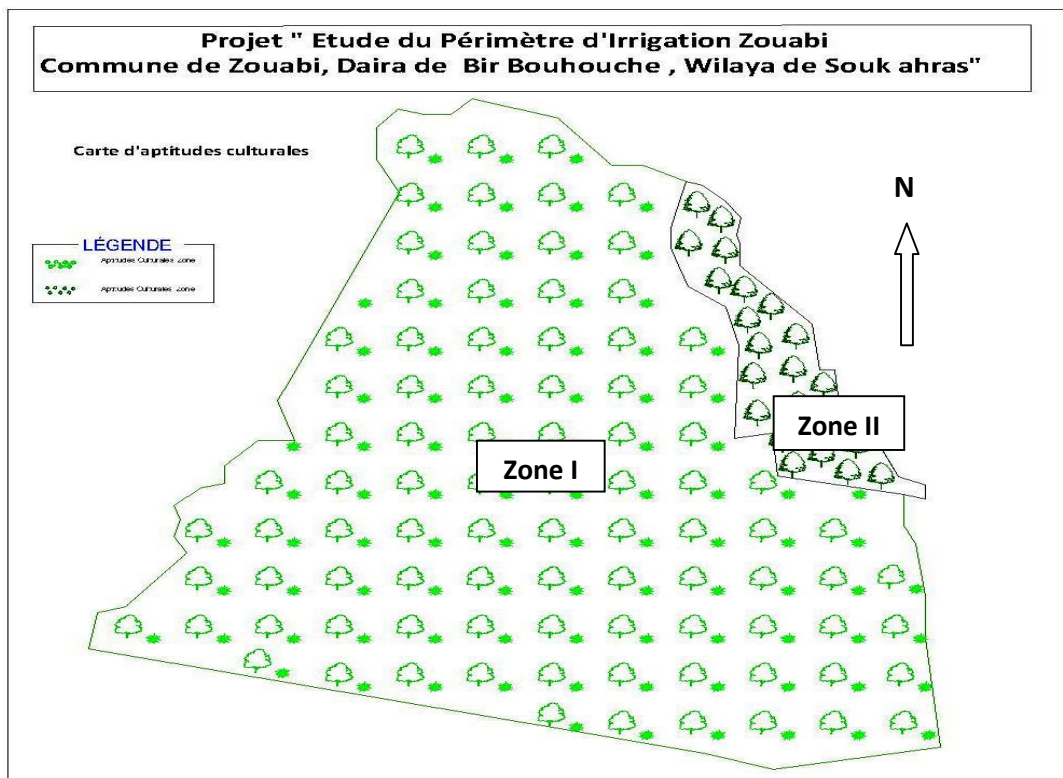 Projet " Etude du Périmètre d'Irrigation Zouabi
Commune de Zouabi, Daira de Bir Bouhouche , Wilaya de Souk ahras"
Carte d'aptitudes culturales
N
LÉGENDE
Aptitudes Culturales Zone
Aptitudes Culturales Zone
Zone II
Zone I